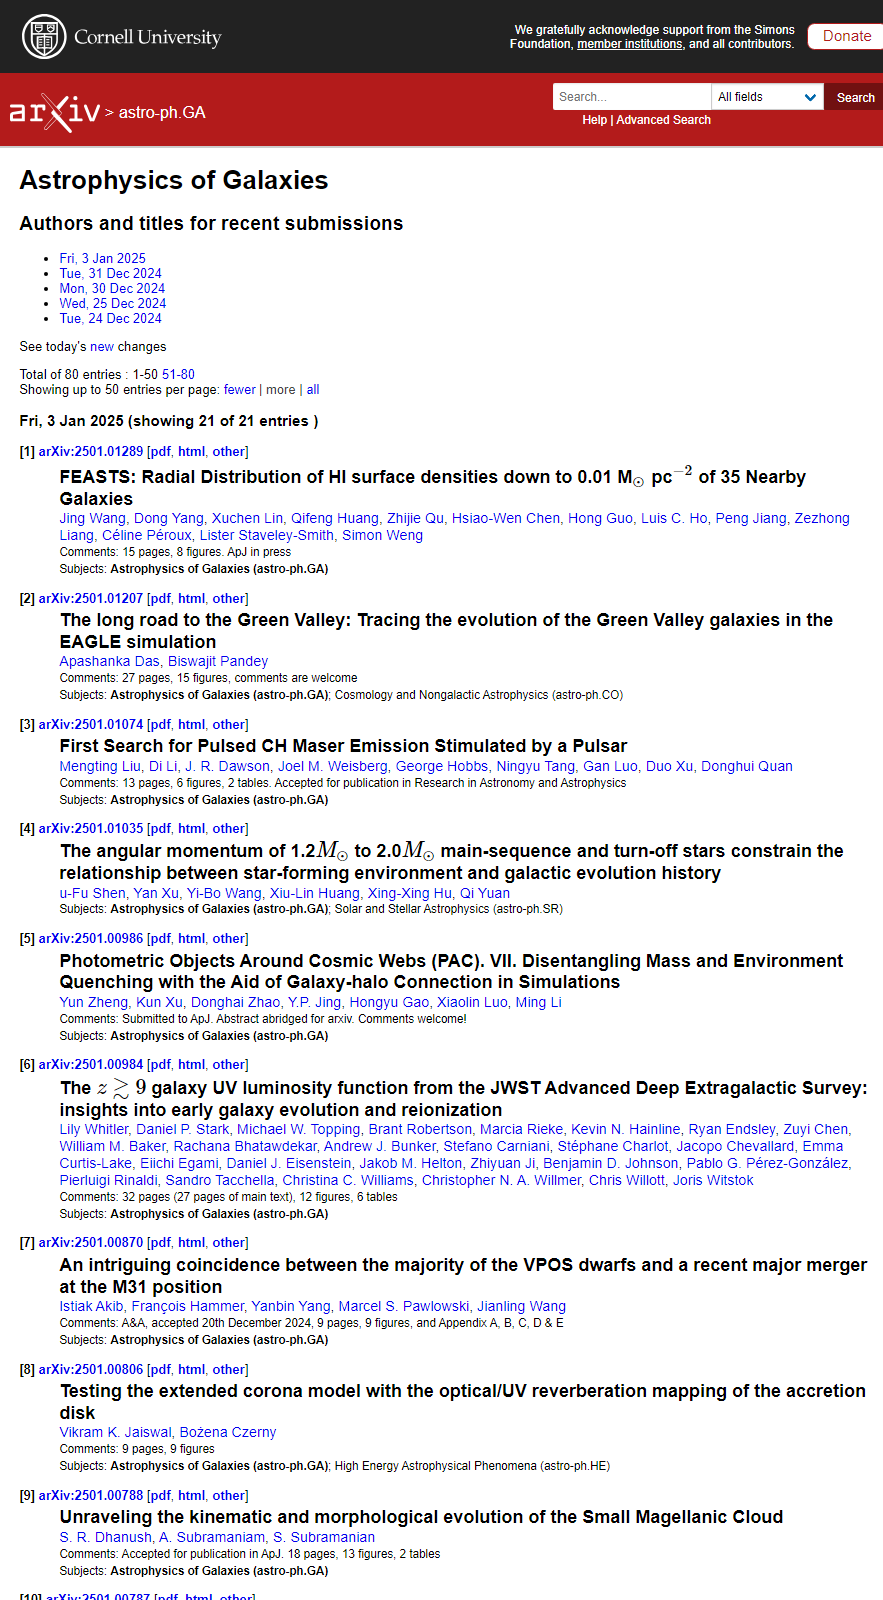 Cornell University
We gratefully acknowledge support from the Simons
Foundation, member institutions, and all contributors.
Donate
arXiv > astro-ph.GA
Search...
All fields
Search
Help | Advanced Search
Astrophysics of Galaxies
Authors and titles for recent submissions
• Fri, 3 Jan 2025
• Tue, 31 Dec 2024
• Mon, 30 Dec 2024
• Wed, 25 Dec 2024
• Tue, 24 Dec 2024
See today's new changes
Total of 80 entries : 1-50 51-80
Showing up to 50 entries per page: fewer | more | all
Fri, 3 Jan 2025 (showing 21 of 21 entries )
[1] arXiv:2501.01289 [pdf, html, other]
FEASTS: Radial Distribution of HI surface densities down to 0.01 M⊙ pc⁻² of 35 Nearby
Galaxies
Jing Wang, Dong Yang, Xuchen Lin, Qifeng Huang, Zhijie Qu, Hsiao-Wen Chen, Hong Guo, Luis C. Ho, Peng Jiang, Zezhong
Liang, Céline Péroux, Lister Staveley-Smith, Simon Weng
Comments: 15 pages, 8 figures. ApJ in press
Subjects: Astrophysics of Galaxies (astro-ph.GA)
[2] arXiv:2501.01207 [pdf, html, other]
The long road to the Green Valley: Tracing the evolution of the Green Valley galaxies in the
EAGLE simulation
Apashanka Das, Biswajit Pandey
Comments: 27 pages, 15 figures, comments are welcome
Subjects: Astrophysics of Galaxies (astro-ph.GA); Cosmology and Nongalactic Astrophysics (astro-ph.CO)
[3] arXiv:2501.01074 [pdf, html, other]
First Search for Pulsed CH Maser Emission Stimulated by a Pulsar
Mengting Liu, Di Li, J. R. Dawson, Joel M. Weisberg, George Hobbs, Ningyu Tang, Gan Luo, Duo Xu, Donghui Quan
Comments: 13 pages, 6 figures, 2 tables. Accepted for publication in Research in Astronomy and Astrophysics
Subjects: Astrophysics of Galaxies (astro-ph.GA)
[4] arXiv:2501.01035 [pdf, html, other]
The angular momentum of 1.2M⊙ to 2.0M⊙ main-sequence and turn-off stars constrain the
relationship between star-forming environment and galactic evolution history
u-Fu Shen, Yan Xu, Yi-Bo Wang, Xiu-Lin Huang, Xing-Xing Hu, Qi Yuan
Subjects: Astrophysics of Galaxies (astro-ph.GA); Solar and Stellar Astrophysics (astro-ph.SR)
[5] arXiv:2501.00986 [pdf, html, other]
Photometric Objects Around Cosmic Webs (PAC). VII. Disentangling Mass and Environment
Quenching with the Aid of Galaxy-halo Connection in Simulations
Yun Zheng, Kun Xu, Donghai Zhao, Y.P. Jing, Hongyu Gao, Xiaolin Luo, Ming Li
Comments: Submitted to ApJ. Abstract abridged for arxiv. Comments welcome!
Subjects: Astrophysics of Galaxies (astro-ph.GA)
[6] arXiv:2501.00984 [pdf, html, other]
The z ≳ 9 galaxy UV luminosity function from the JWST Advanced Deep Extragalactic Survey:
insights into early galaxy evolution and reionization
Lily Whitler, Daniel P. Stark, Michael W. Topping, Brant Robertson, Marcia Rieke, Kevin N. Hainline, Ryan Endsley, Zuyi Chen,
William M. Baker, Rachana Bhatawdekar, Andrew J. Bunker, Stefano Carniani, Stéphane Charlot, Jacopo Chevallard, Emma
Curtis-Lake, Eiichi Egami, Daniel J. Eisenstein, Jakob M. Helton, Zhiyuan Ji, Benjamin D. Johnson, Pablo G. Pérez-González,
Pierluigi Rinaldi, Sandro Tacchella, Christina C. Williams, Christopher N. A. Willmer, Chris Willott, Joris Witstok
Comments: 32 pages (27 pages of main text), 12 figures, 6 tables
Subjects: Astrophysics of Galaxies (astro-ph.GA)
[7] arXiv:2501.00870 [pdf, html, other]
An intriguing coincidence between the majority of the VPOS dwarfs and a recent major merger
at the M31 position
Istiak Akib, François Hammer, Yanbin Yang, Marcel S. Pawlowski, Jianling Wang
Comments: A&A, accepted 20th December 2024, 9 pages, 9 figures, and Appendix A, B, C, D & E
Subjects: Astrophysics of Galaxies (astro-ph.GA)
[8] arXiv:2501.00806 [pdf, html, other]
Testing the extended corona model with the optical/UV reverberation mapping of the accretion
disk
Vikram K. Jaiswal, Bożena Czerny
Comments: 9 pages, 9 figures
Subjects: Astrophysics of Galaxies (astro-ph.GA); High Energy Astrophysical Phenomena (astro-ph.HE)
[9] arXiv:2501.00788 [pdf, html, other]
Unraveling the kinematic and morphological evolution of the Small Magellanic Cloud
S. R. Dhanush, A. Subramaniam, S. Subramanian
Comments: Accepted for publication in ApJ. 18 pages, 13 figures, 2 tables
Subjects: Astrophysics of Galaxies (astro-ph.GA)
[10] arXiv:2501.00787 [pdf, html, other]